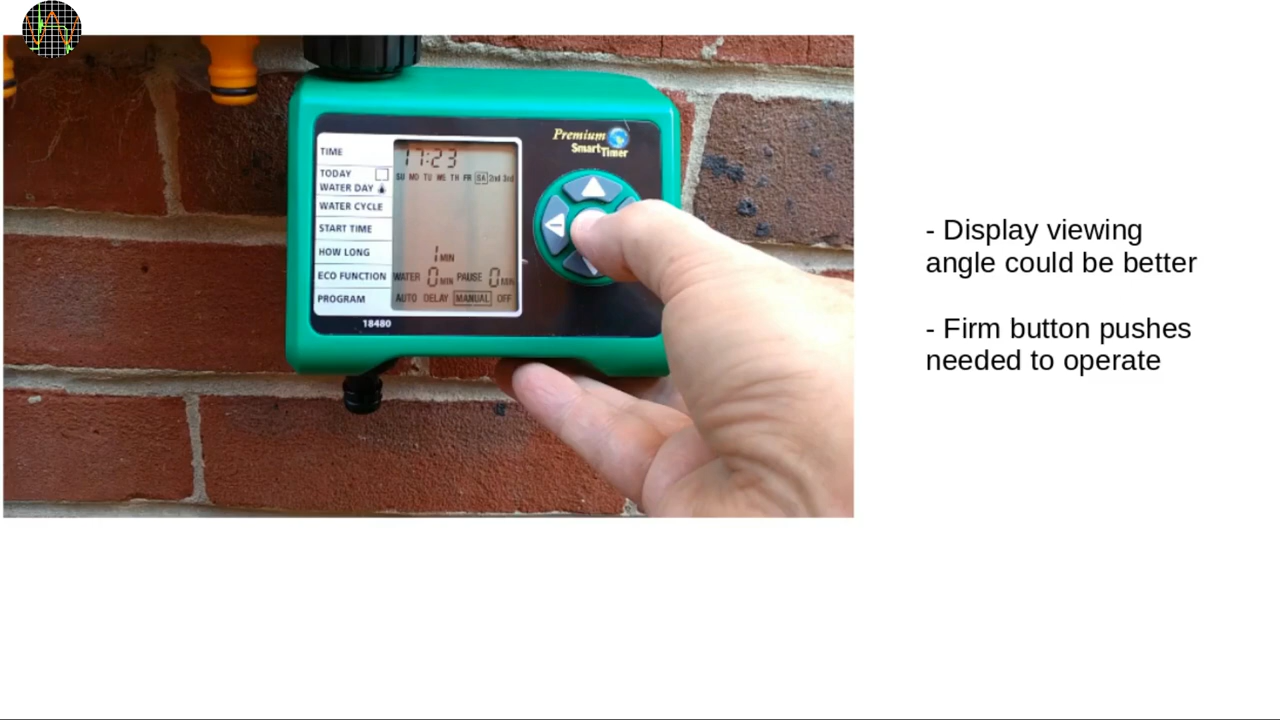 Premium
SmartTimer
TIME
17:23
TODAY
SU MO TU WE TH FR SA 2nd 3rd
WATER DAY
WATER CYCLE
START TIME
HOW LONG
1 MIN
ECO FUNCTION
WATER 0 MIN PAUSE 0 MIN
PROGRAM
AUTO DELAY MANUAL OFF
18480
- Display viewing
angle could be better
- Firm button pushes
needed to operate